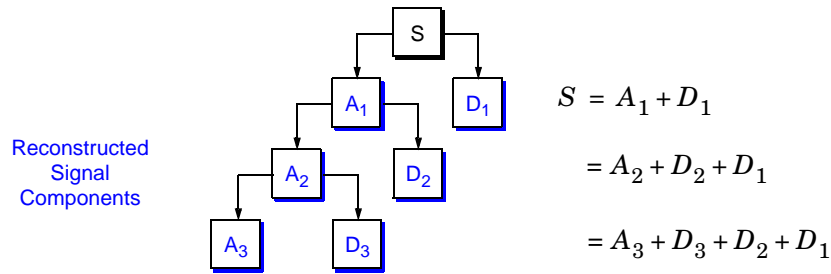 S
A₁ D₁
S = A₁ + D₁
Reconstructed
Signal
Components
A₂ D₂
= A₂ + D₂ + D₁
A₃ D₃
= A₃ + D₃ + D₂ + D₁